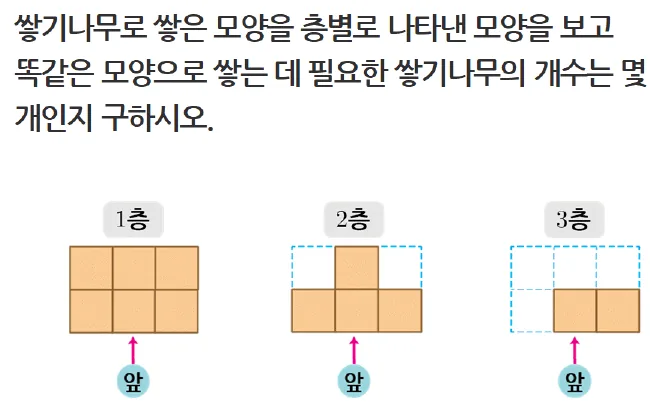 쌓기나무로 쌓은 모양을 층별로 나타낸 모양을 보고
똑같은 모양으로 쌓는 데 필요한 쌓기나무의 개수는 몇
개인지 구하시오.
1층 2층 3층
앞 앞 앞